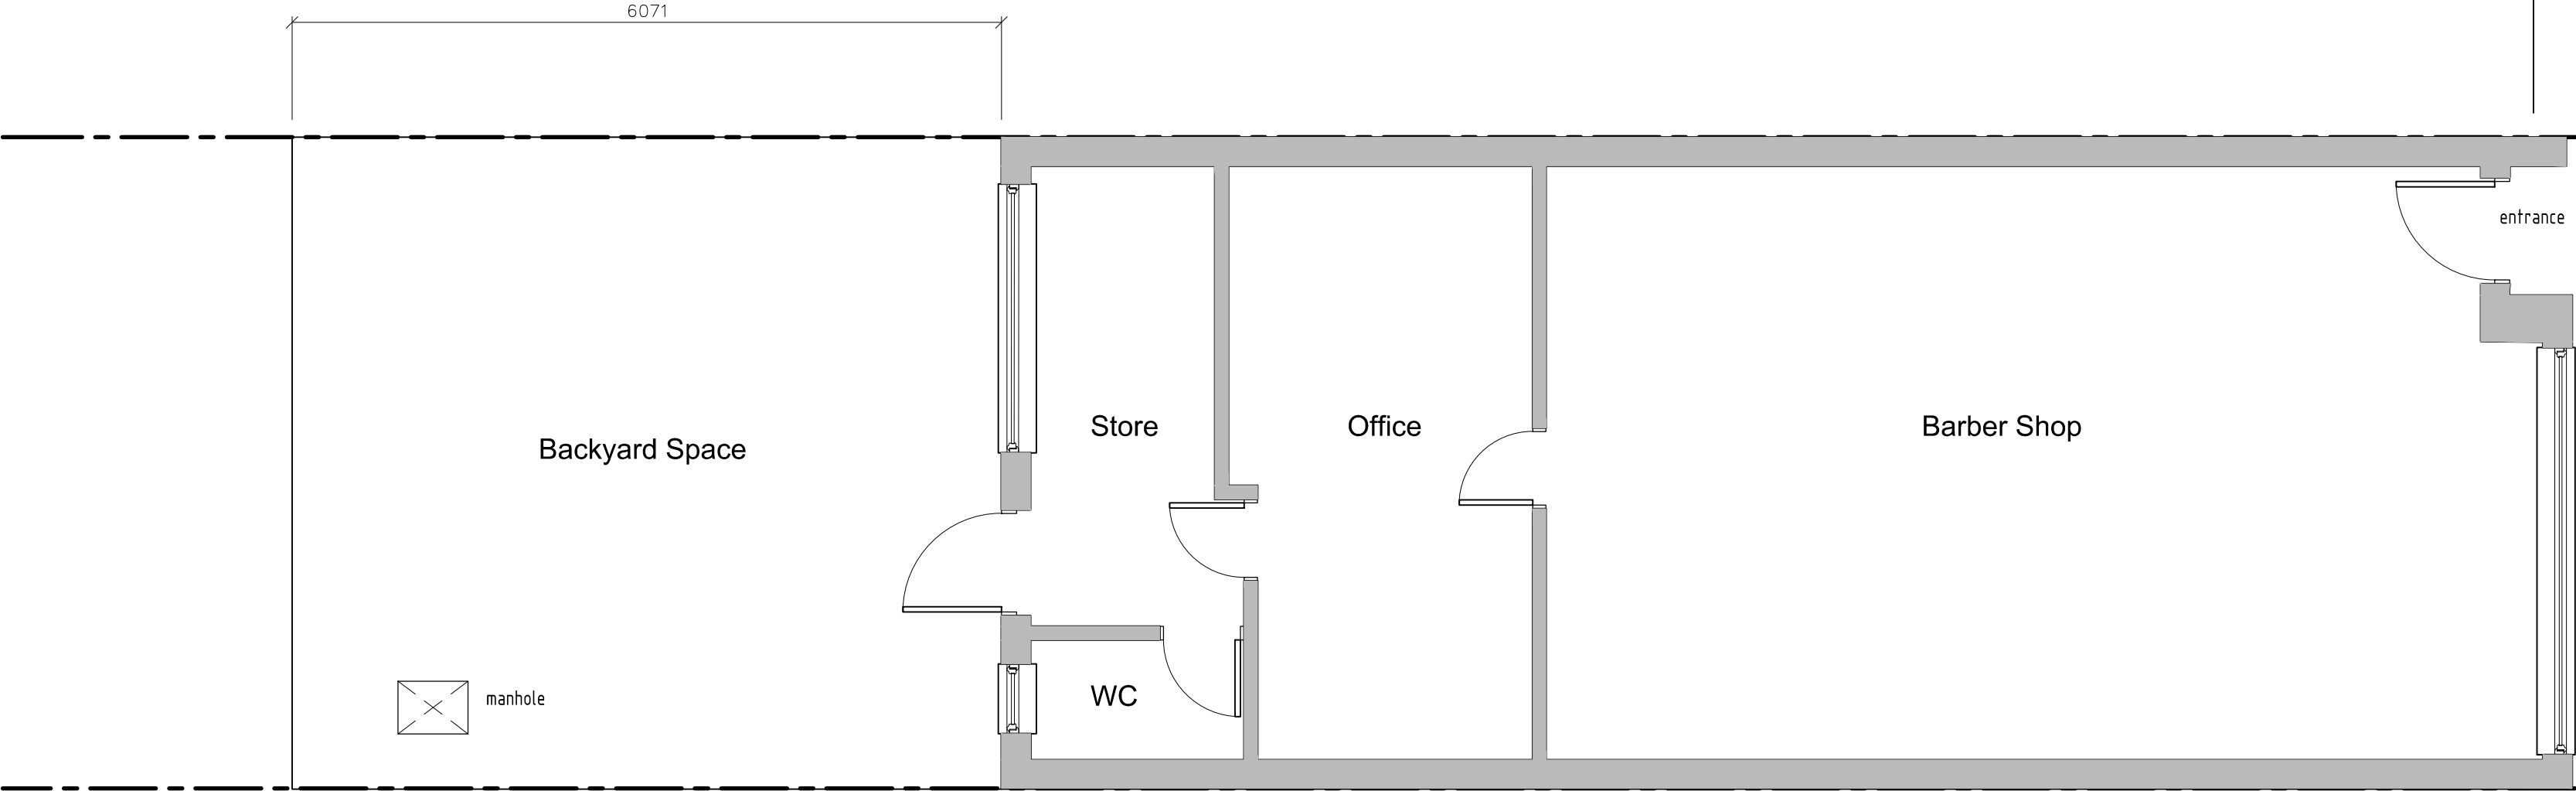 6071
entrance
Store
Office
Barber Shop
Backyard Space
WC
manhole